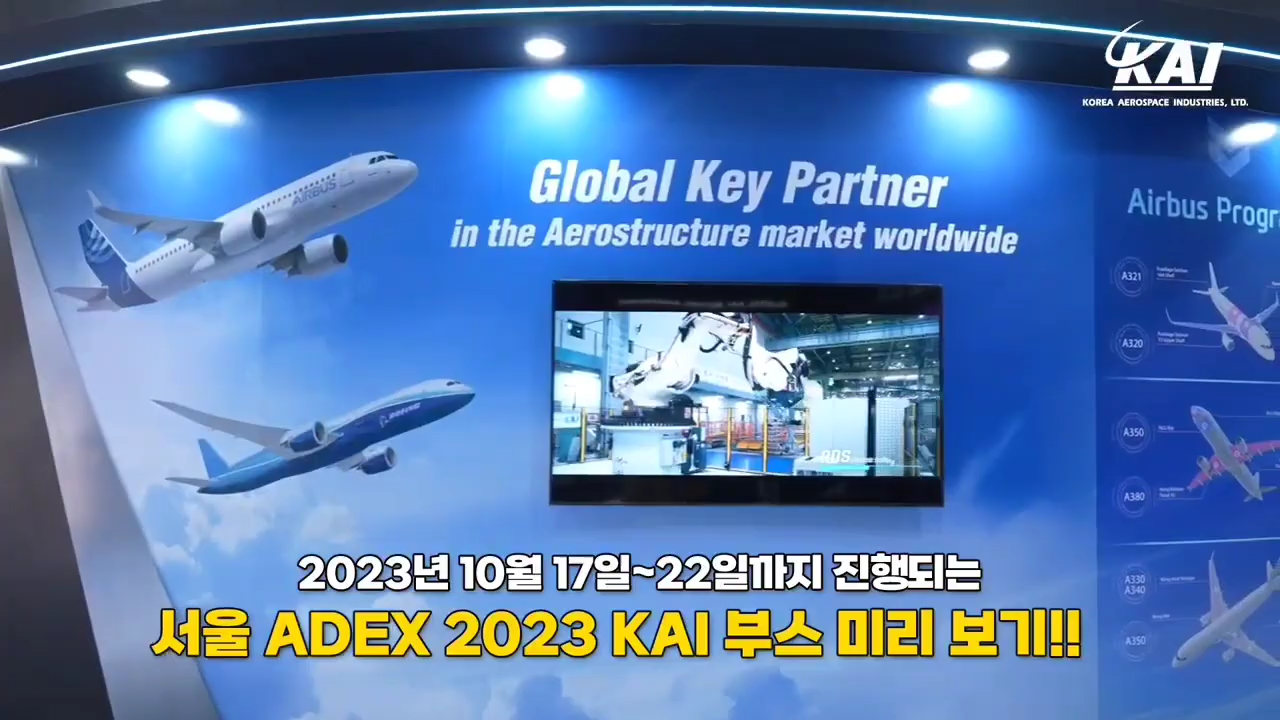 KAI
KOREA AEROSPACE INDUSTRIES, LTD.
Global Key Partner
in the Aerostructure market worldwide
AIRBUS
BOEING
Airbus Progr
A321
A320
A350
A380
A330
A340
A350
2023년 10월 17일~22일까지 진행되는
서울 ADEX 2023 KAI 부스 미리 보기!!